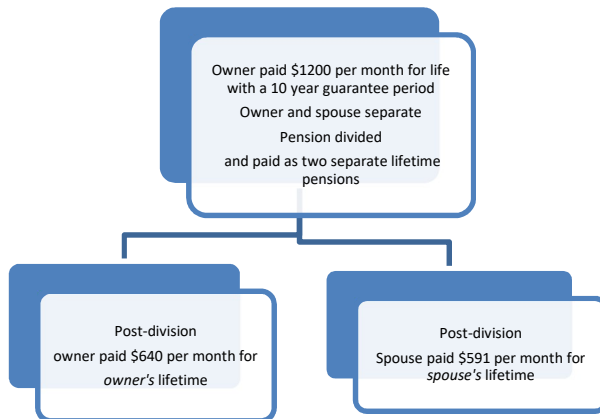 Owner paid $1200 per month for life
with a 10 year guarantee period
Owner and spouse separate
Pension divided
and paid as two separate lifetime
pensions
Post-division
owner paid $640 per month for
owner's lifetime
Post-division
Spouse paid $591 per month for
spouse's lifetime